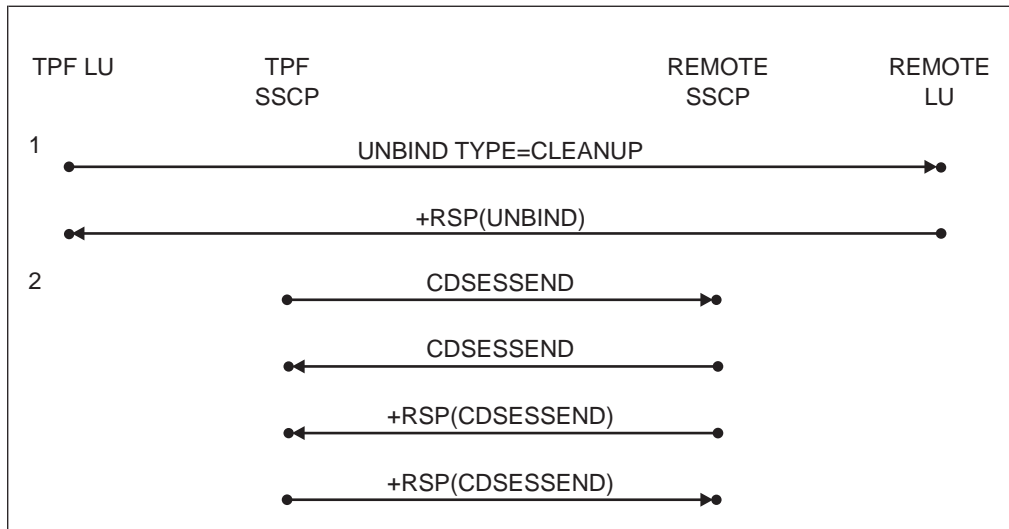 TPF LU
TPF
SSCP
REMOTE
SSCP
REMOTE
LU
1
UNBIND TYPE=CLEANUP
+RSP(UNBIND)
2
CDSESSEND
CDSESSEND
+RSP(CDSESSEND)
+RSP(CDSESSEND)